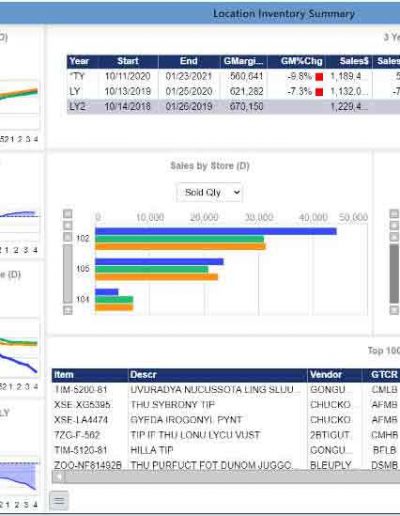 Location Inventory Summary
O)
3 Ye
Year Start End GMargi... GM%Chg Sales$ Sales
*TY 10/11/2020 01/23/2021 560,641 -9.8% 1,189,4... 5
LY 10/13/2019 01/25/2020 621,282 -7.3% 1,132,0...
LY2 10/14/2018 01/26/2019 670,150 1,229,4...
521 2 3 4
Sales by Store (D)
Sold Qty
0 10,000 20,000 30,000 40,000 50,000
102
105
104
2 1 2 3 4
e (D)
52 1 2 3 4
Top 100
Item Descr Vendor GTCR
TIM-5200-81 UVURADYA NUCUSSOTA LING SLUU... GONGU... CMLB
XSE-XG5395 THU SYBRONY TIP CHUCKO... AFMB
XSE-LA4474 GYEDA IROGONYL PYNT CHUCKO... AFMB
7ZG-F-562 TIP IF THU LONU LYCU VUST 2BTIGUT... CMHB
TIM-5120-81 HILLA TIP GONGU... BFLB
ZOO-NF81492B THU PURFUCT FOT DUNOM JUGGC... BLEUPLY... DSMB
LY
2 1 2 3 4